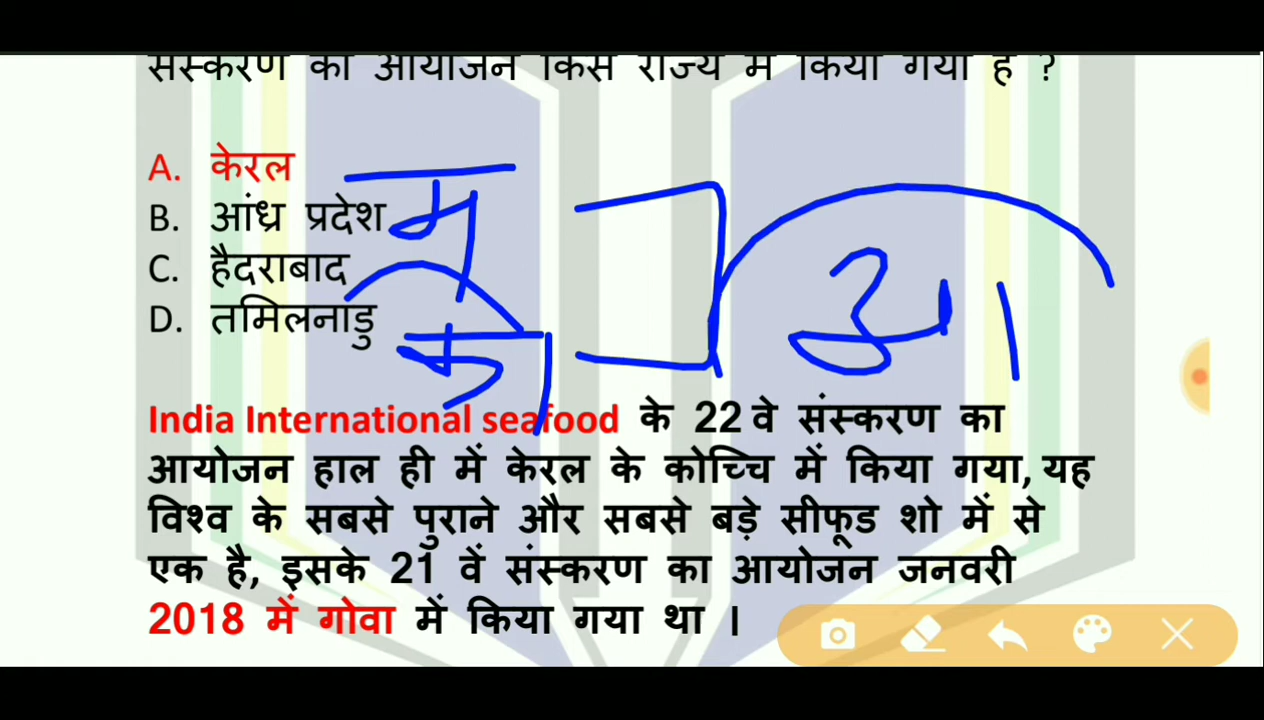 संस्करण का आयोजन किस राज्य में किया गया है ?
A. केरल
B. आंध्र प्रदेश
C. हैदराबाद
D. तमिलनाडु
म
के
आ
India International seafood के 22 वे संस्करण का
आयोजन हाल ही में केरल के कोच्चि में किया गया, यह
विश्व के सबसे पुराने और सबसे बड़े सीफूड शो में से
एक है, इसके 21 वें संस्करण का आयोजन जनवरी
2018 में गोवा में किया गया था ।